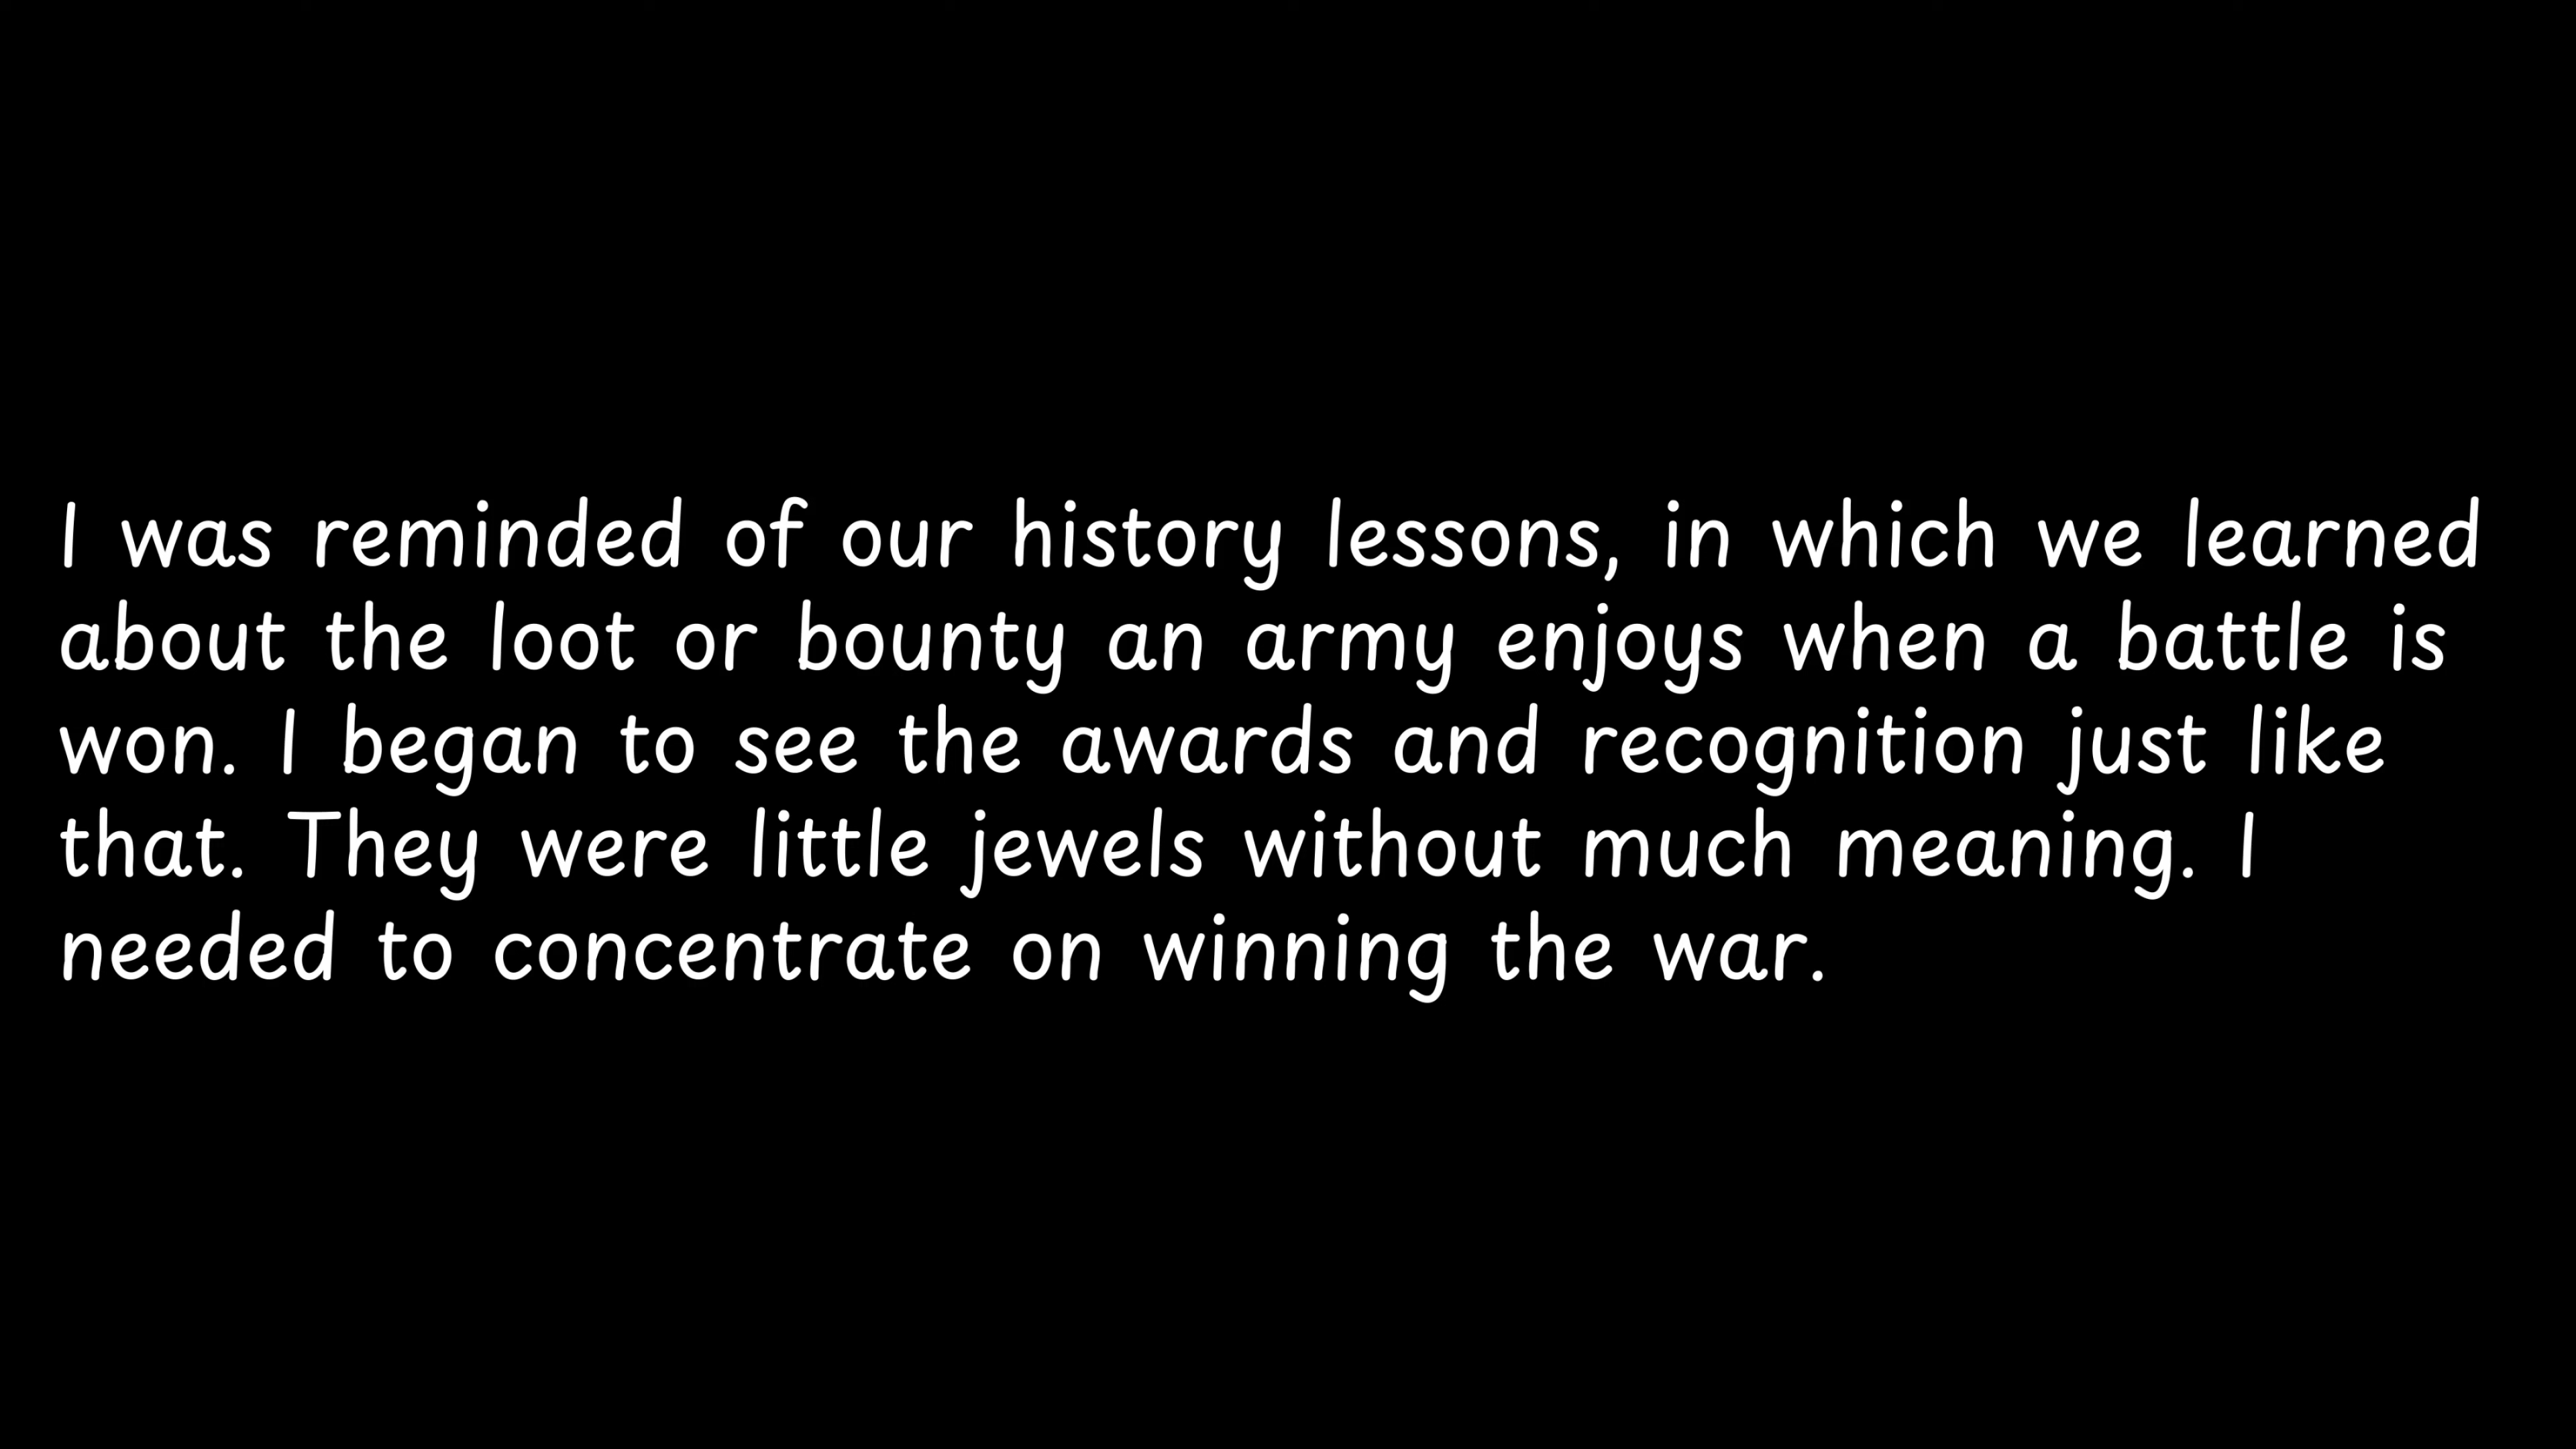 I was reminded of our history lessons, in which we learned
about the loot or bounty an army enjoys when a battle is
won. I began to see the awards and recognition just like
that. They were little jewels without much meaning. I
needed to concentrate on winning the war.